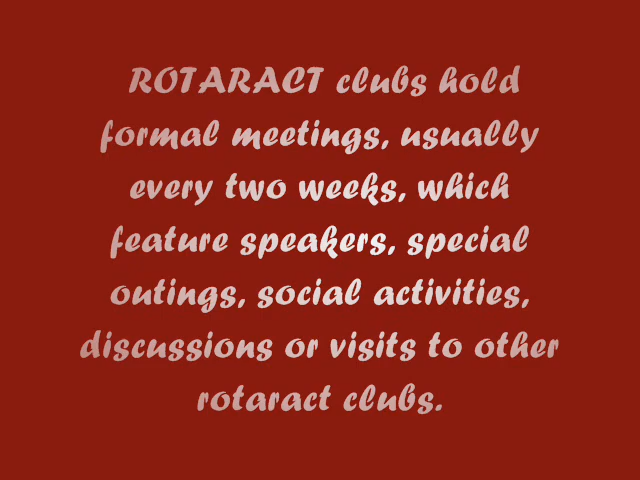 ROTARACT clubs hold
formal meetings, usually
every two weeks, which
feature speakers, special
outings, social activities,
discussions or visits to other
rotaract clubs.